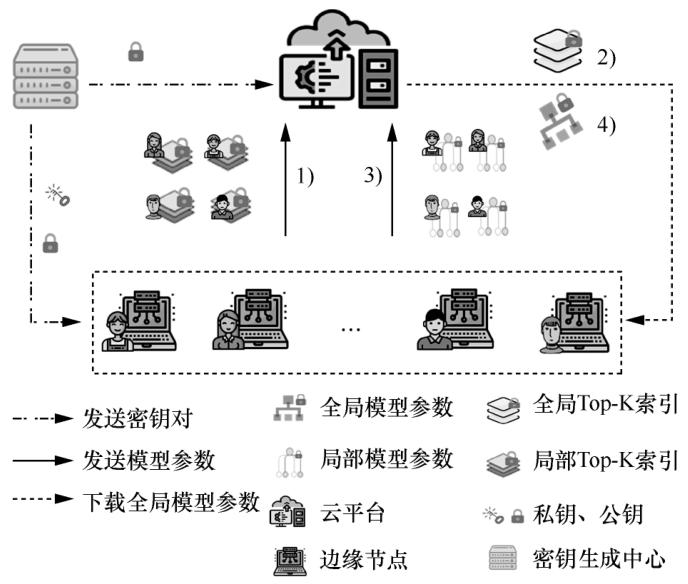 2)
4)
1)
3)
...
发送密钥对
全局模型参数
全局Top-K索引
发送模型参数
局部模型参数
局部Top-K索引
下载全局模型参数
云平台
私钥、公钥
边缘节点
密钥生成中心